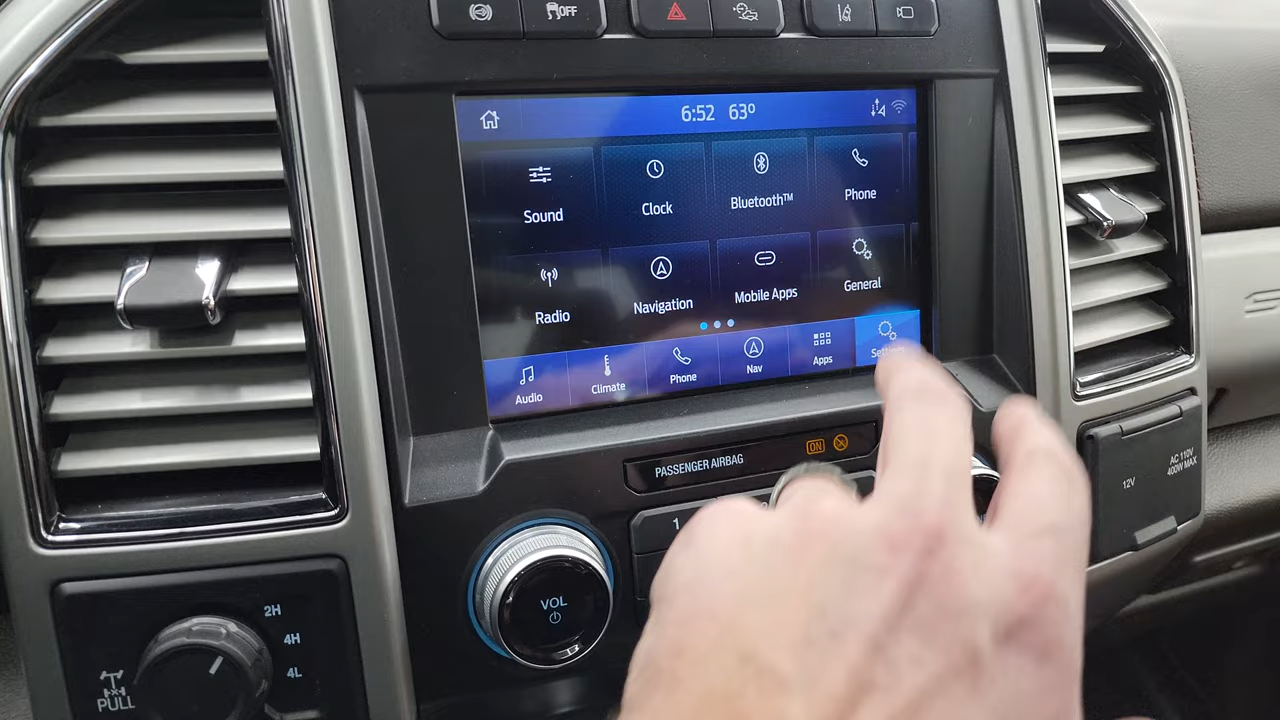 OFF
6:52 63°
Sound
Clock
Bluetooth™
Phone
Radio
Navigation
Mobile Apps
General
Audio
Climate
Phone
Nav
Apps
PASSENGER AIRBAG
ON
1
VOL
2H
4H
4L
PULL
12V
AC 110V
400W MAX